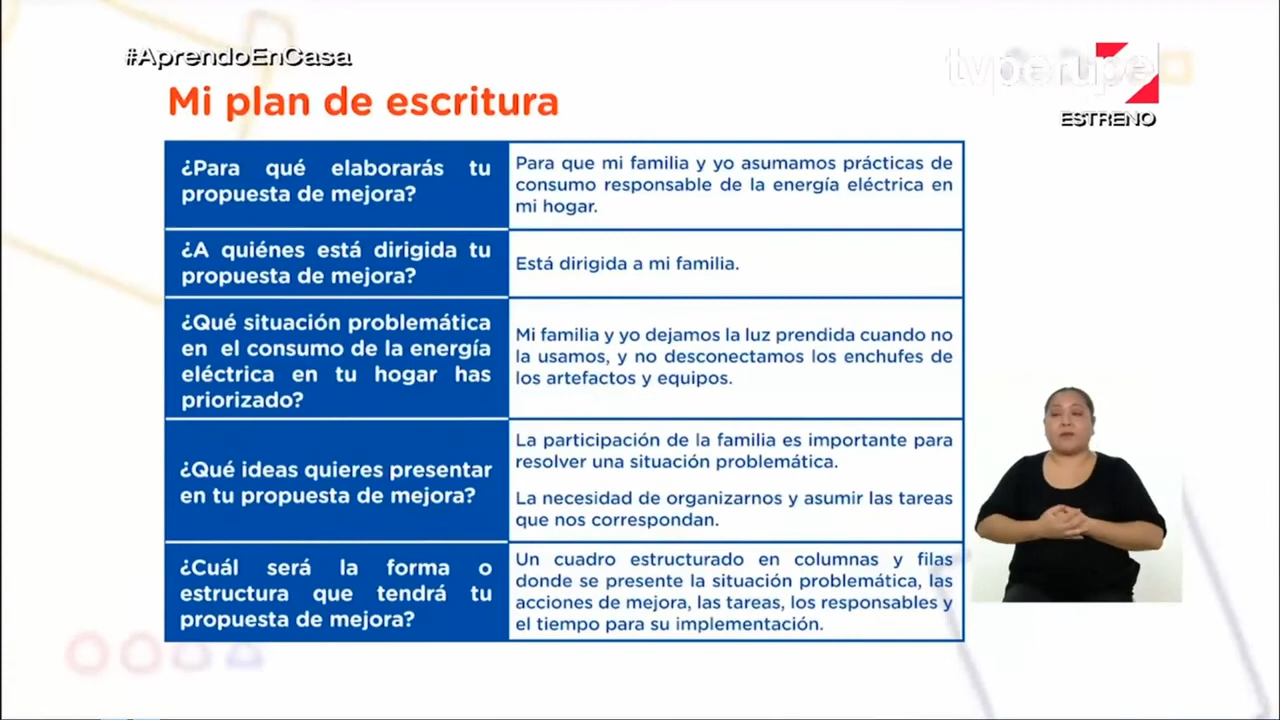 #AprendoEnCasa
tvperu.pe
ESTRENO
Mi plan de escritura
¿Para qué elaborarás tu
propuesta de mejora?
Para que mi familia y yo asumamos prácticas de
consumo responsable de la energía eléctrica en
mi hogar.
¿A quiénes está dirigida tu
propuesta de mejora?
Está dirigida a mi familia.
¿Qué situación problemática
en el consumo de la energía
eléctrica en tu hogar has
priorizado?
Mi familia y yo dejamos la luz prendida cuando no
la usamos, y no desconectamos los enchufes de
los artefactos y equipos.
¿Qué ideas quieres presentar
en tu propuesta de mejora?
La participación de la familia es importante para
resolver una situación problemática.
La necesidad de organizarnos y asumir las tareas
que nos correspondan.
¿Cuál será la forma o
estructura que tendrá tu
propuesta de mejora?
Un cuadro estructurado en columnas y filas
donde se presente la situación problemática, las
acciones de mejora, las tareas, los responsables y
el tiempo para su implementación.